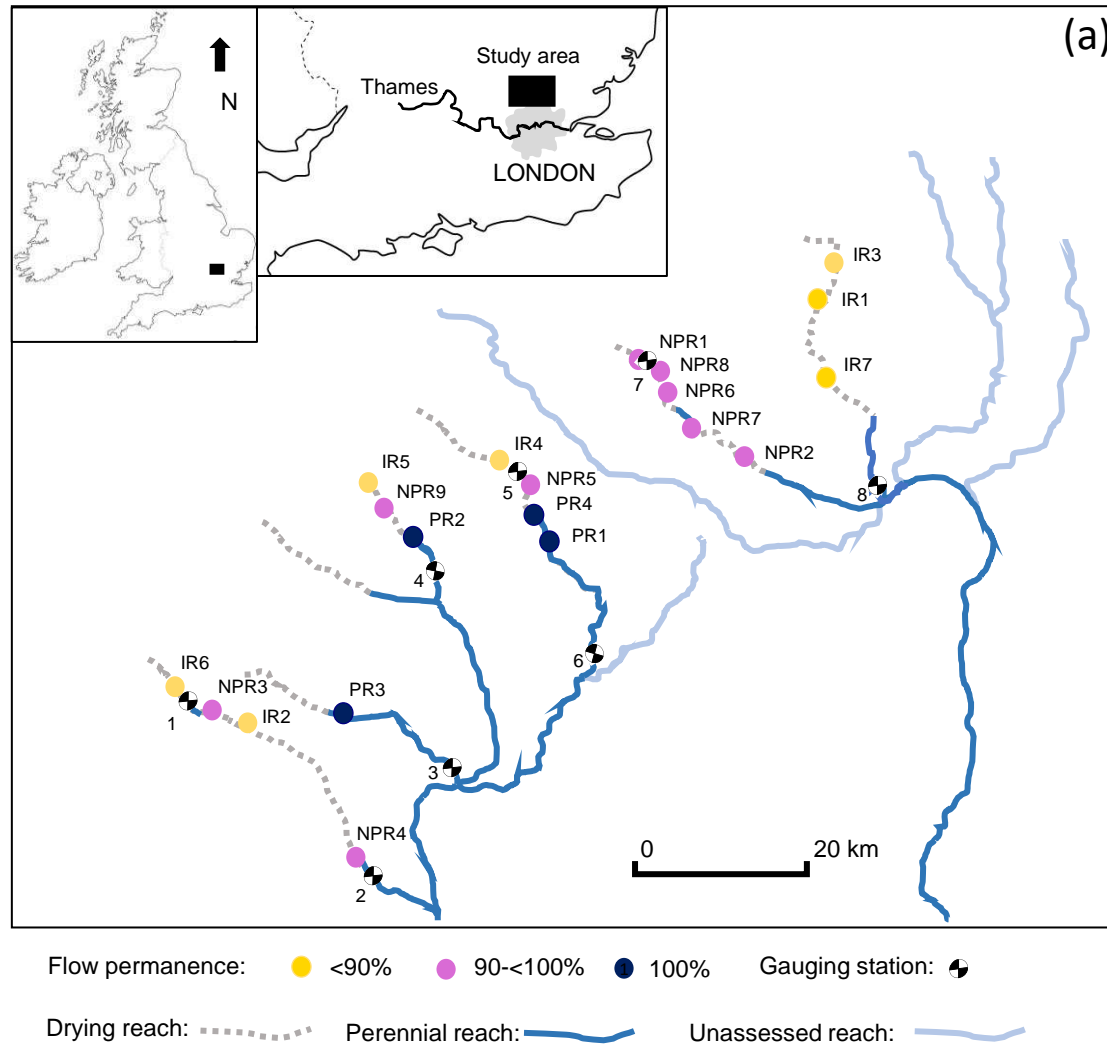 (a)
N
Study area
Thames
LONDON
IR3
IR1
IR7
NPR1
7
NPR8
NPR6
NPR7
NPR2
8
IR4
5
NPR5
PR4
PR1
IR5
NPR9
PR2
4
6
IR6
NPR3
1
IR2
PR3
3
NPR4
2
0 20 km
Flow permanence: <90% 90-<100% 1 100% Gauging station:
Drying reach: Perennial reach: Unassessed reach: